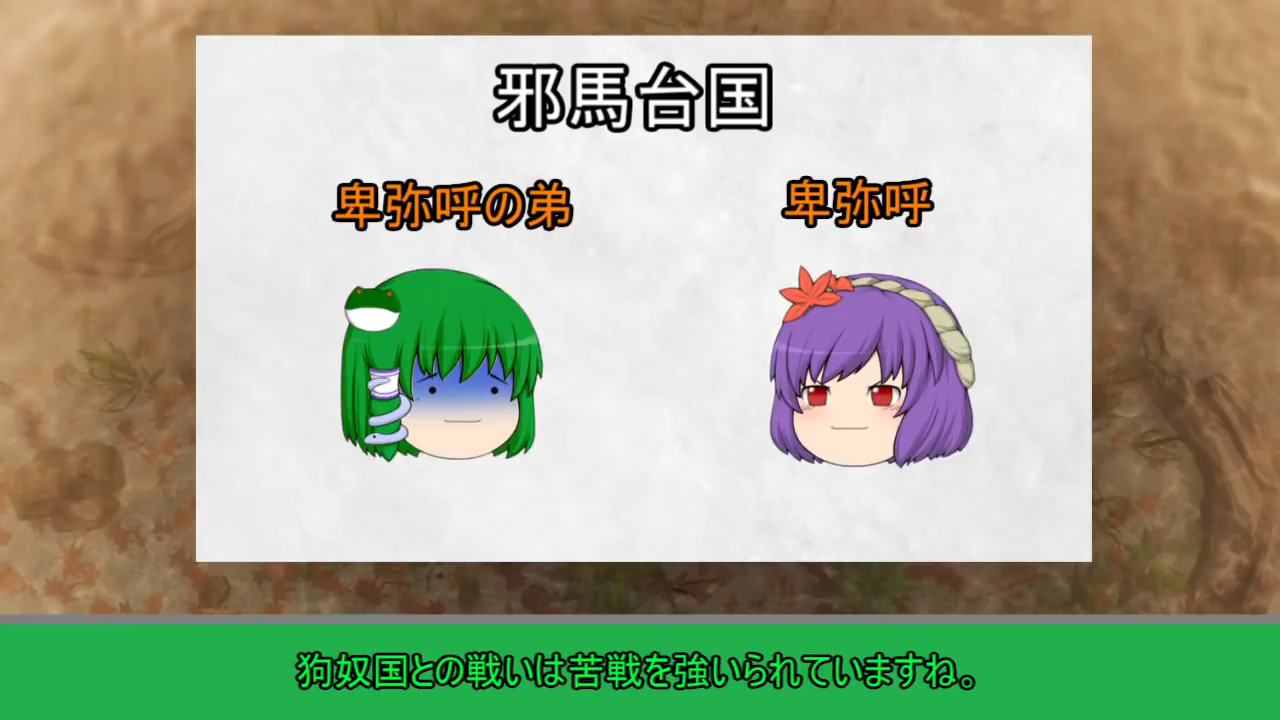 邪馬台国
卑弥呼の弟
卑弥呼
狗奴国との戦いは苦戦を強いられていますね。